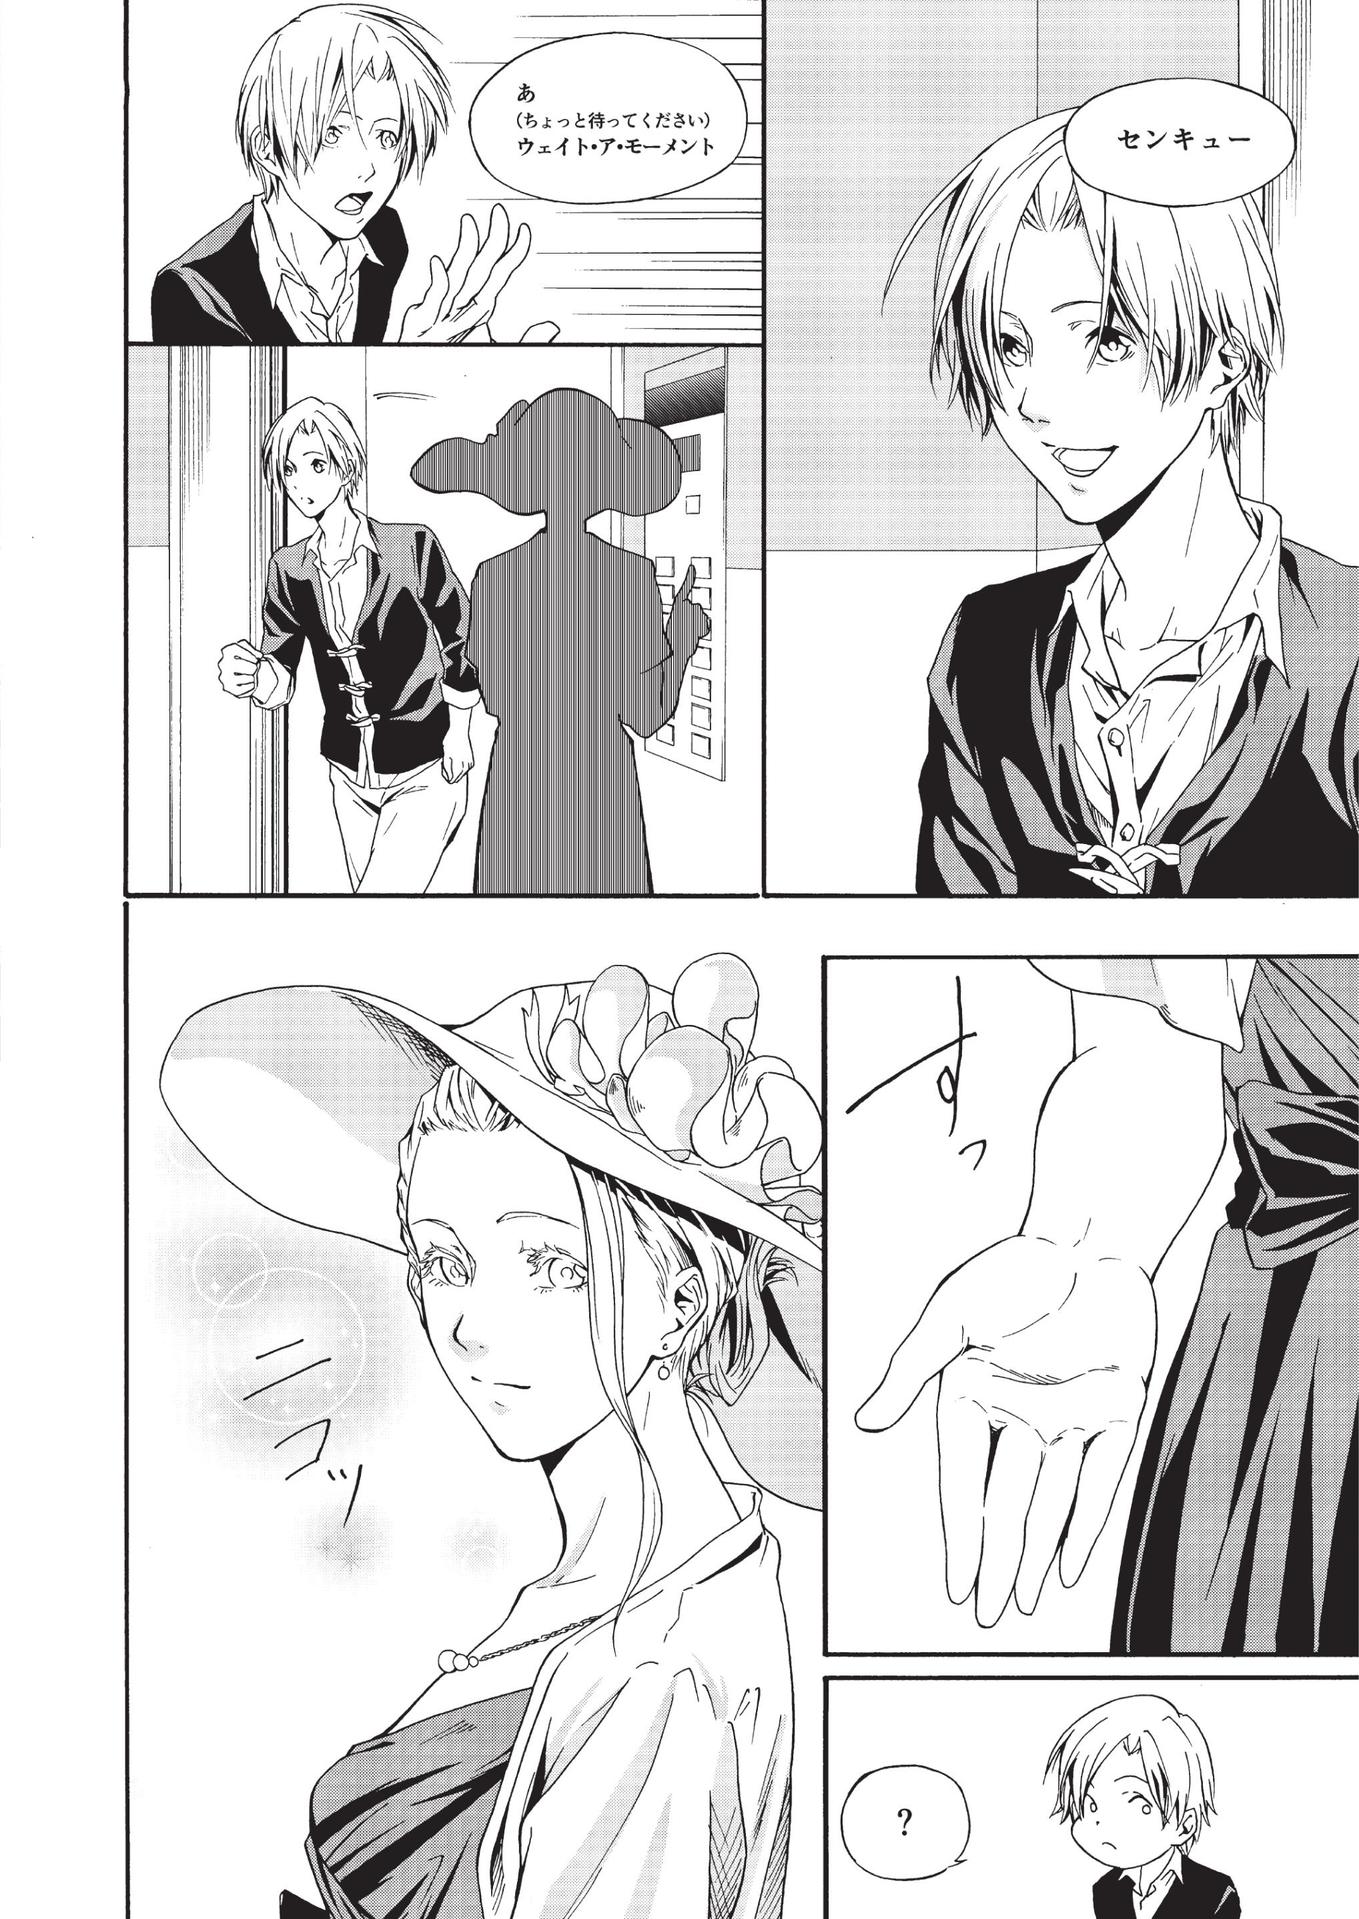 あ
（ちょっと待ってください）
ウェイト・ア・モーメント
センキュー
すっ
ニコッ
？